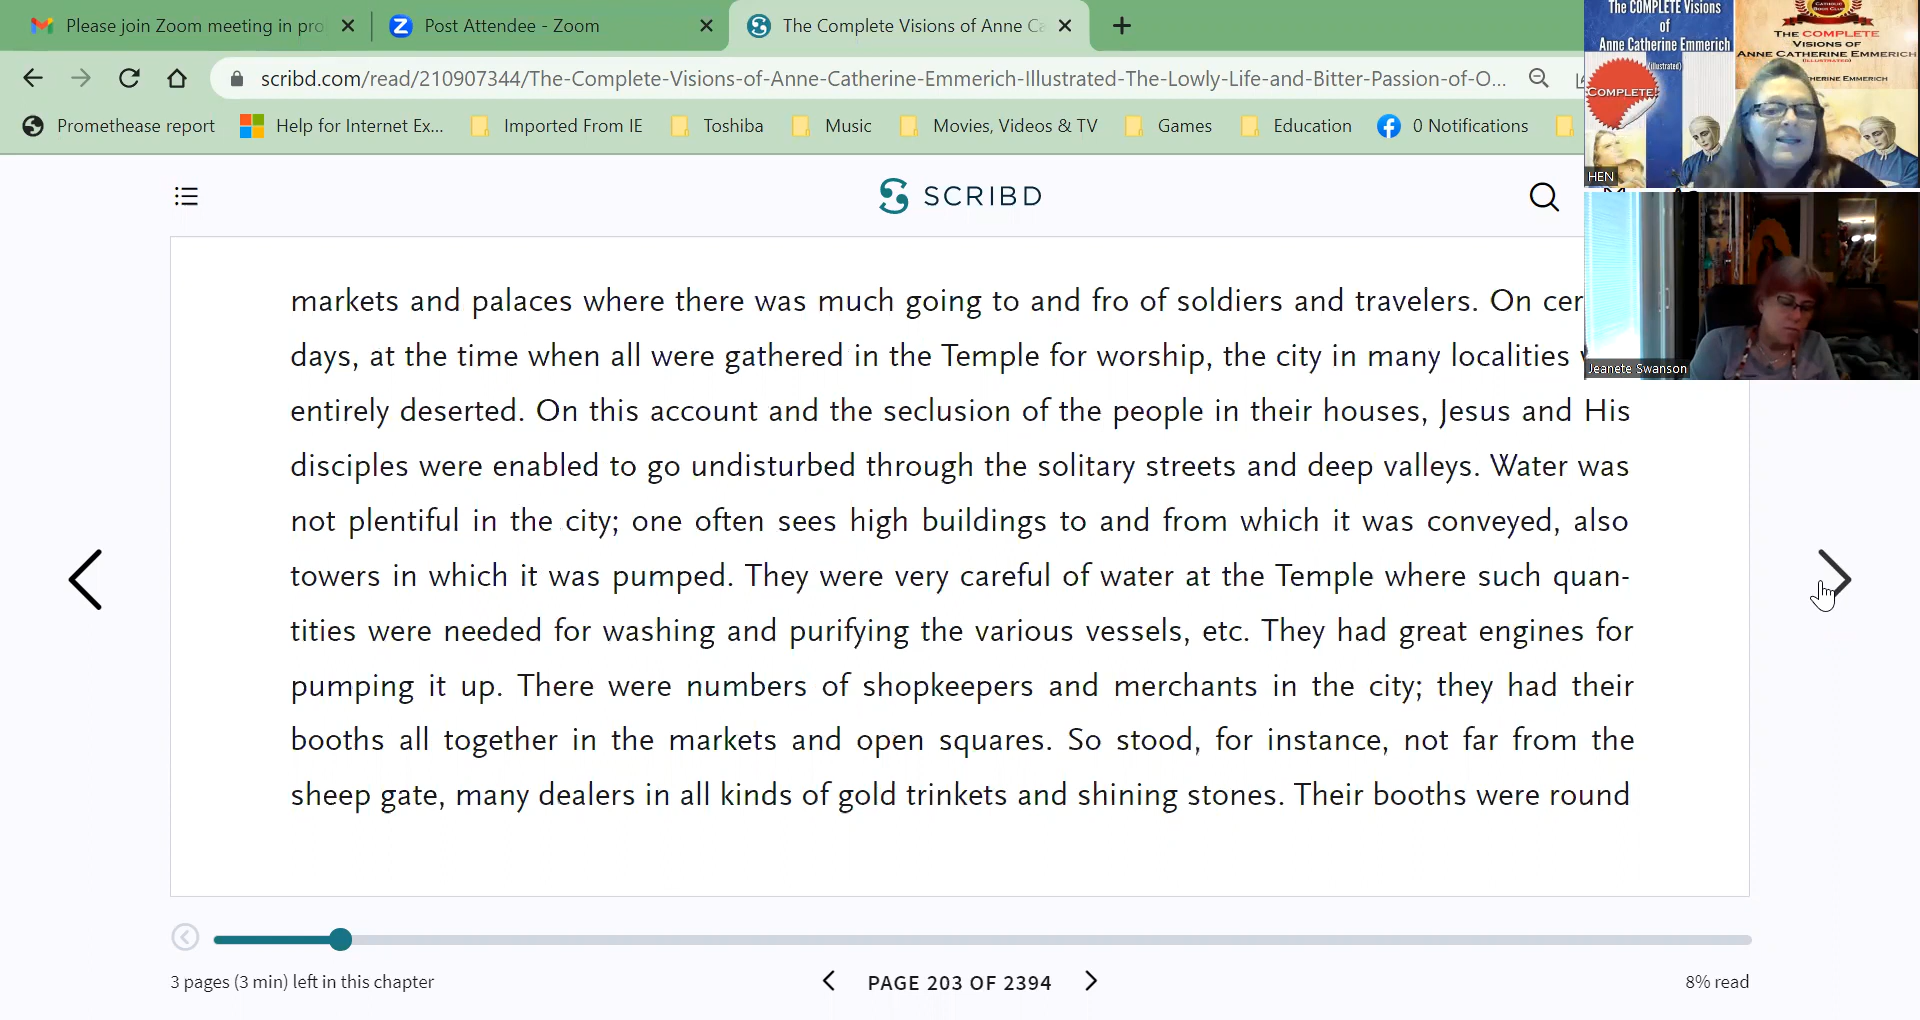 Please join Zoom meeting in pro
Post Attendee - Zoom
The Complete Visions of Anne Ca
scribd.com/read/210907344/The-Complete-Visions-of-Anne-Catherine-Emmerich-Illustrated-The-Lowly-Life-and-Bitter-Passion-of-O...
Promethease report
Help for Internet Ex...
Imported From IE
Toshiba
Music
Movies, Videos & TV
Games
Education
0 Notifications
The COMPLETE Visions
of
Anne Catherine Emmerich
(Illustrated)
COMPLETE!
THE COMPLETE
VISIONS OF
ANNE CATHERINE EMMERICH
(ILLUSTRATED)
HERINE EMMERICH
HEN
Jeanete Swanson
SCRIBD
markets and palaces where there was much going to and fro of soldiers and travelers. On cer
days, at the time when all were gathered in the Temple for worship, the city in many localities
entirely deserted. On this account and the seclusion of the people in their houses, Jesus and His
disciples were enabled to go undisturbed through the solitary streets and deep valleys. Water was
not plentiful in the city; one often sees high buildings to and from which it was conveyed, also
towers in which it was pumped. They were very careful of water at the Temple where such quan-
tities were needed for washing and purifying the various vessels, etc. They had great engines for
pumping it up. There were numbers of shopkeepers and merchants in the city; they had their
booths all together in the markets and open squares. So stood, for instance, not far from the
sheep gate, many dealers in all kinds of gold trinkets and shining stones. Their booths were round
3 pages (3 min) left in this chapter
PAGE 203 OF 2394
8% read